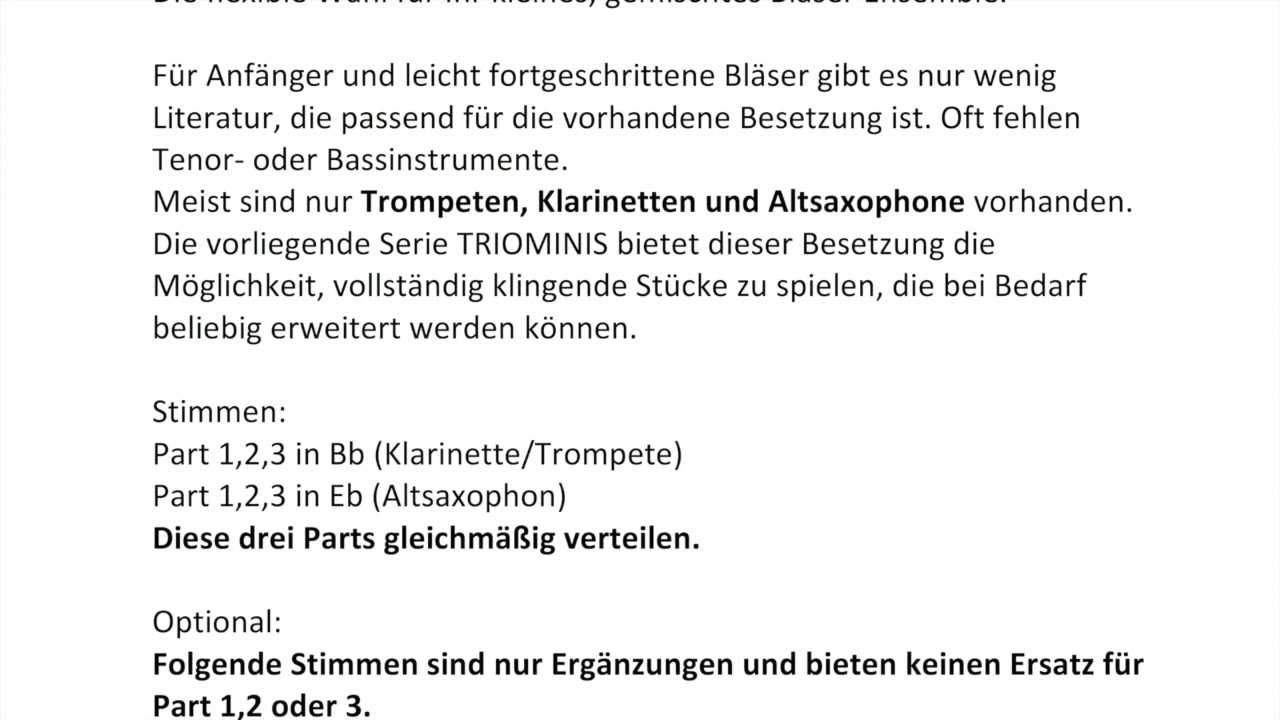 Für Anfänger und leicht fortgeschrittene Bläser gibt es nur wenig
Literatur, die passend für die vorhandene Besetzung ist. Oft fehlen
Tenor- oder Bassinstrumente.
Meist sind nur Trompeten, Klarinetten und Altsaxophone vorhanden.
Die vorliegende Serie TRIOMINIS bietet dieser Besetzung die
Möglichkeit, vollständig klingende Stücke zu spielen, die bei Bedarf
beliebig erweitert werden können.
Stimmen:
Part 1,2,3 in Bb (Klarinette/Trompete)
Part 1,2,3 in Eb (Altsaxophon)
Diese drei Parts gleichmäßig verteilen.
Optional:
Folgende Stimmen sind nur Ergänzungen und bieten keinen Ersatz für
Part 1,2 oder 3.